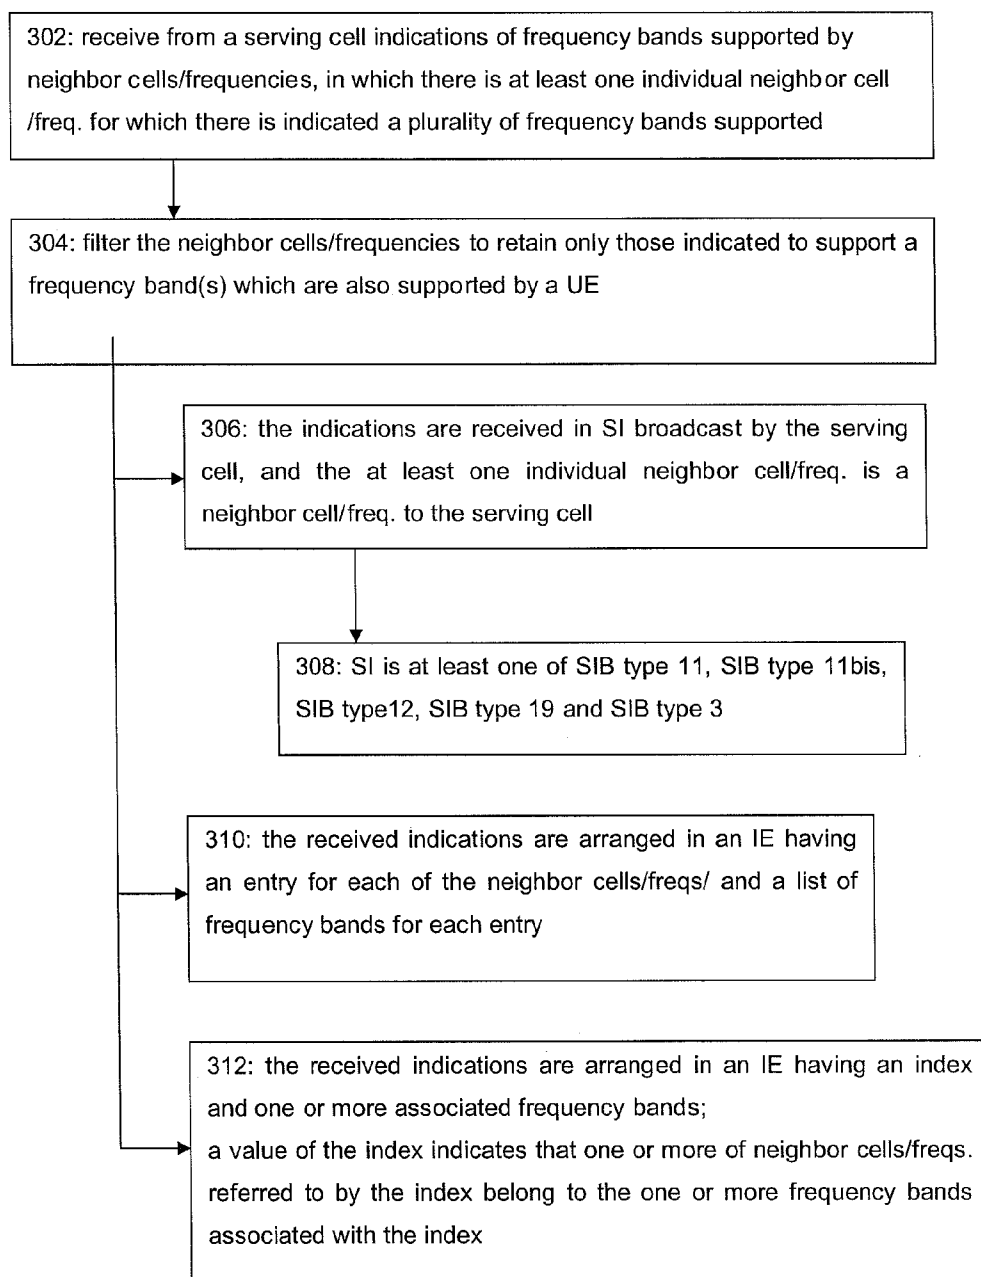 302: receive from a serving cell indications of frequency bands supported by
neighbor cells/frequencies, in which there is at least one individual neighbor cell
/freq. for which there is indicated a plurality of frequency bands supported
304: filter the neighbor cells/frequencies to retain only those indicated to support a
frequency band(s) which are also supported by a UE
306: the indications are received in SI broadcast by the serving
cell, and the at least one individual neighbor cell/freq. is a
neighbor cell/freq. to the serving cell
308: SI is at least one of SIB type 11, SIB type 11bis,
SIB type12, SIB type 19 and SIB type 3
310: the received indications are arranged in an IE having
an entry for each of the neighbor cells/freqs/ and a list of
frequency bands for each entry
312: the received indications are arranged in an IE having an index
and one or more associated frequency bands;
a value of the index indicates that one or more of neighbor cells/freqs.
referred to by the index belong to the one or more frequency bands
associated with the index